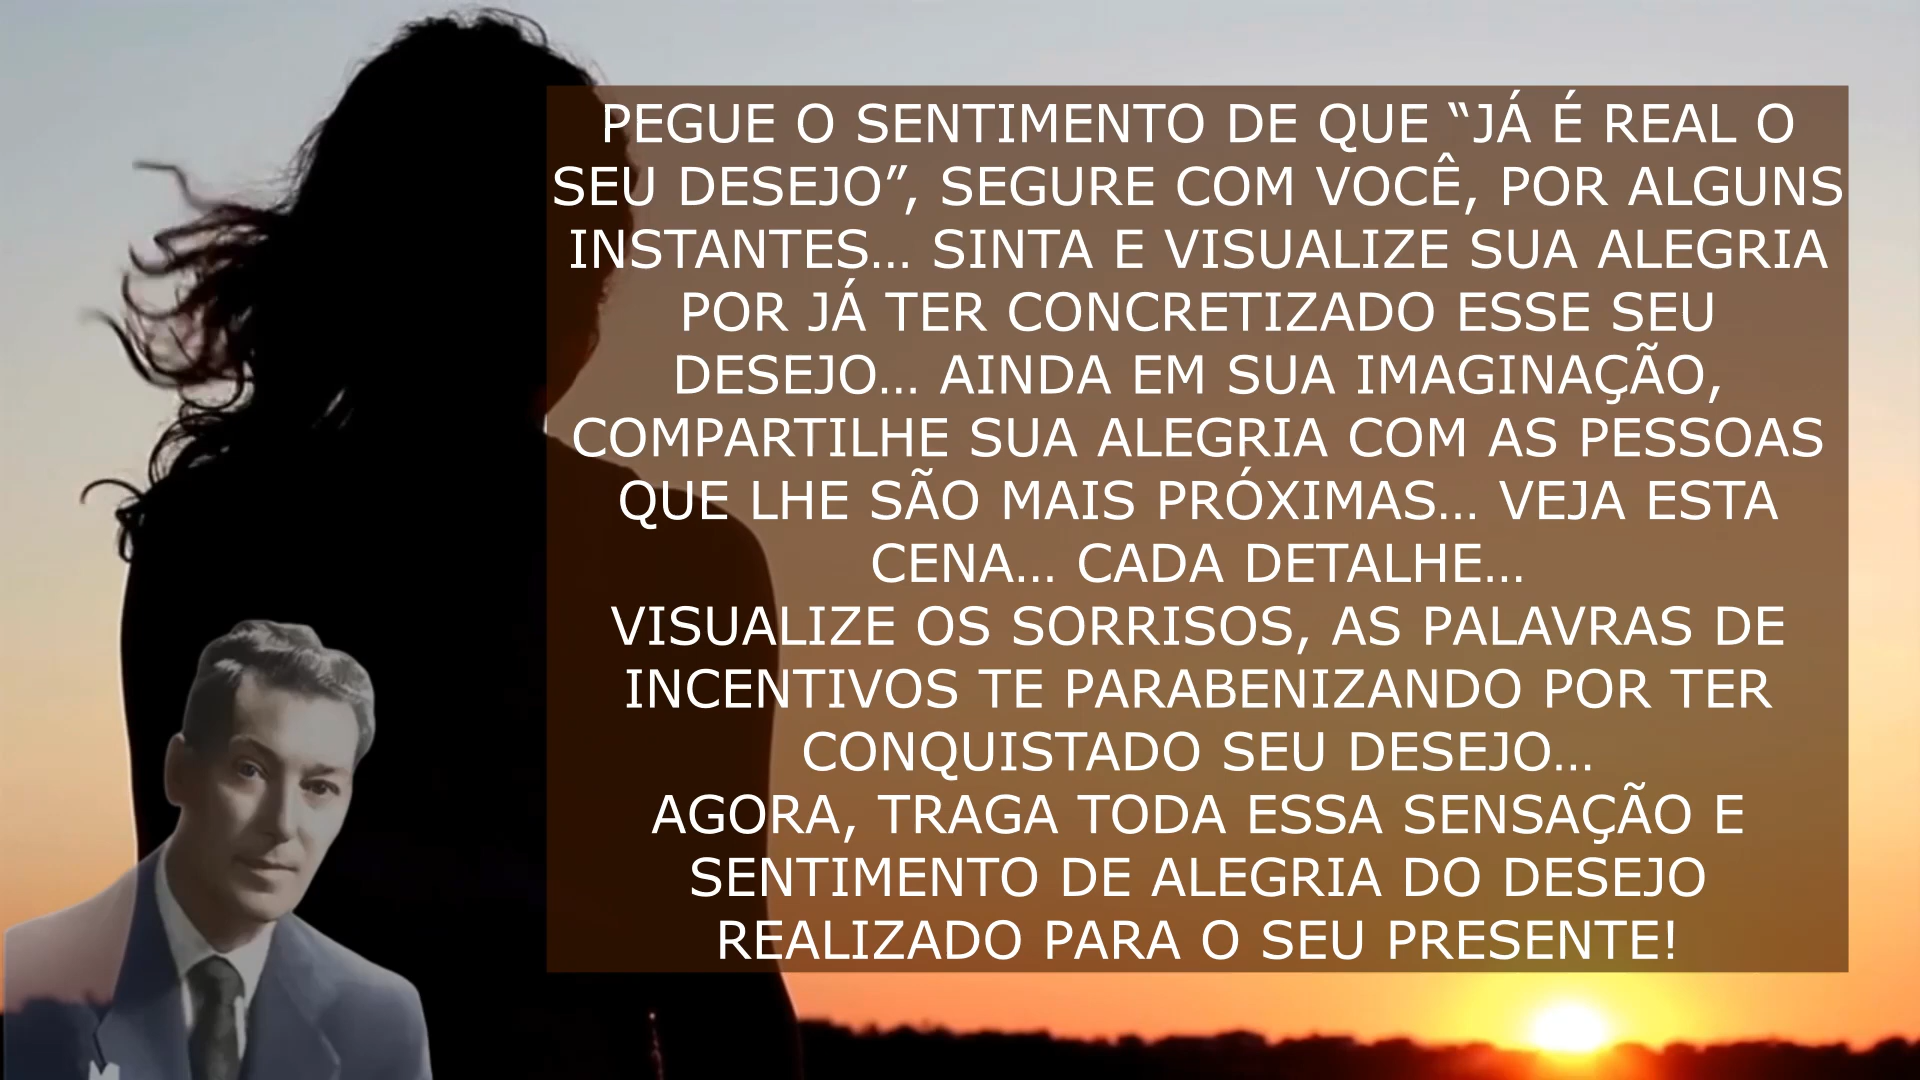 PEGUE O SENTIMENTO DE QUE “JÁ É REAL O
SEU DESEJO”, SEGURE COM VOCÊ, POR ALGUNS
INSTANTES... SINTA E VISUALIZE SUA ALEGRIA
POR JÁ TER CONCRETIZADO ESSE SEU
DESEJO... AINDA EM SUA IMAGINAÇÃO,
COMPARTILHE SUA ALEGRIA COM AS PESSOAS
QUE LHE SÃO MAIS PRÓXIMAS... VEJA ESTA
CENA... CADA DETALHE...
VISUALIZE OS SORRISOS, AS PALAVRAS DE
INCENTIVOS TE PARABENIZANDO POR TER
CONQUISTADO SEU DESEJO...
AGORA, TRAGA TODA ESSA SENSAÇÃO E
SENTIMENTO DE ALEGRIA DO DESEJO
REALIZADO PARA O SEU PRESENTE!